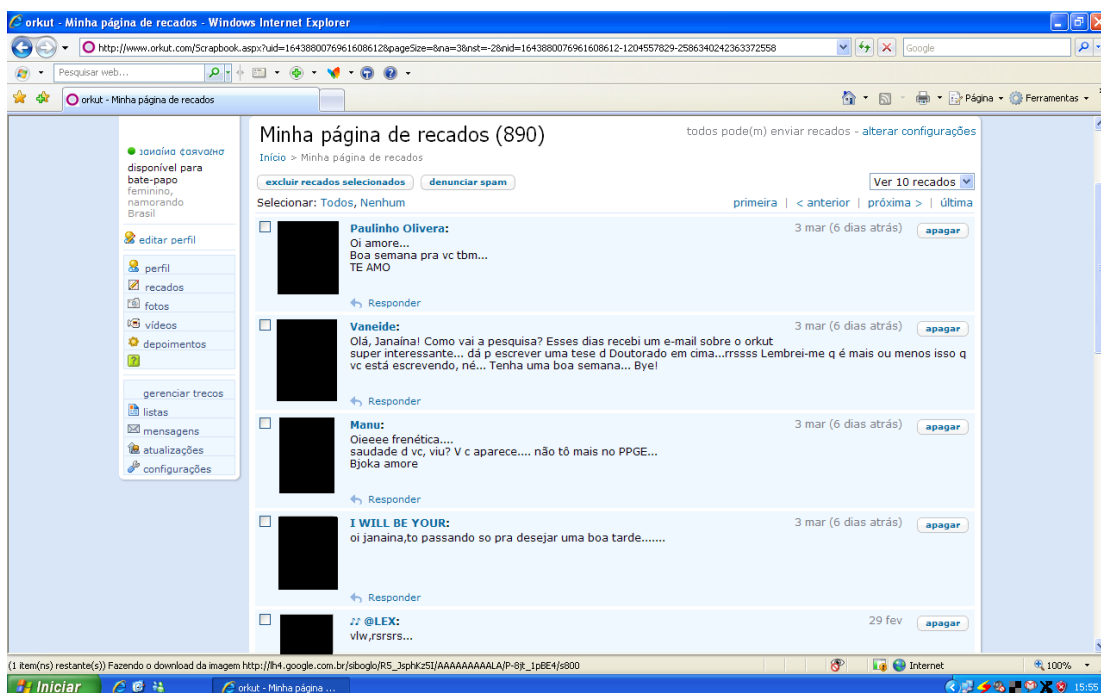 orkut - Minha página de recados - Windows Internet Explorer
http://www.orkut.com/Scrapbook.aspx?uid=1643880076961608612&pageSize=&na=3&nst=-2&nid=1643880076961608612-1204557829-2586340242363372558
Google
Pesquisar web...
orkut - Minha página de recados
Página
Ferramentas
Minha página de recados (890)
todos pode(m) enviar recados - alterar configurações
Início > Minha página de recados
disponível para
bate-papo
feminino,
namorando
Brasil
editar perfil
perfil
recados
fotos
vídeos
depoimentos
gerenciar trecos
listas
mensagens
atualizações
configurações
excluir recados selecionados
denunciar spam
Ver 10 recados
Selecionar: Todos, Nenhum
primeira | < anterior | próxima > | última
Paulinho Olivera:
3 mar (6 dias atrás)
apagar
Oi amore...
Boa semana pra vc tbm...
TE AMO
Responder
Vaneide:
3 mar (6 dias atrás)
apagar
Olá, Janaína! Como vai a pesquisa? Esses dias recebi um e-mail sobre o orkut
super interessante... dá p escrever uma tese d Doutorado em cima...rrssss Lembrei-me q é mais ou menos isso q
vc está escrevendo, né... Tenha uma boa semana... Bye!
Responder
Manu:
3 mar (6 dias atrás)
apagar
Oieeee frenética....
saudade d vc, viu? V c aparece.... não tô mais no PPGE...
Bjoka amore
Responder
I WILL BE YOUR:
3 mar (6 dias atrás)
apagar
oi janaina,to passando so pra desejar uma boa tarde.......
Responder
♪♪ @LEX:
29 fev
apagar
vlw,rsrsrs...
(1 item(ns) restante(s)) Fazendo o download da imagem http://lh4.google.com.br/siboglo/R5_JsphKz5I/AAAAAAAAALA/P-8jt_1pBE4/s800
Internet
100%
Iniciar
orkut - Minha página ...
15:55